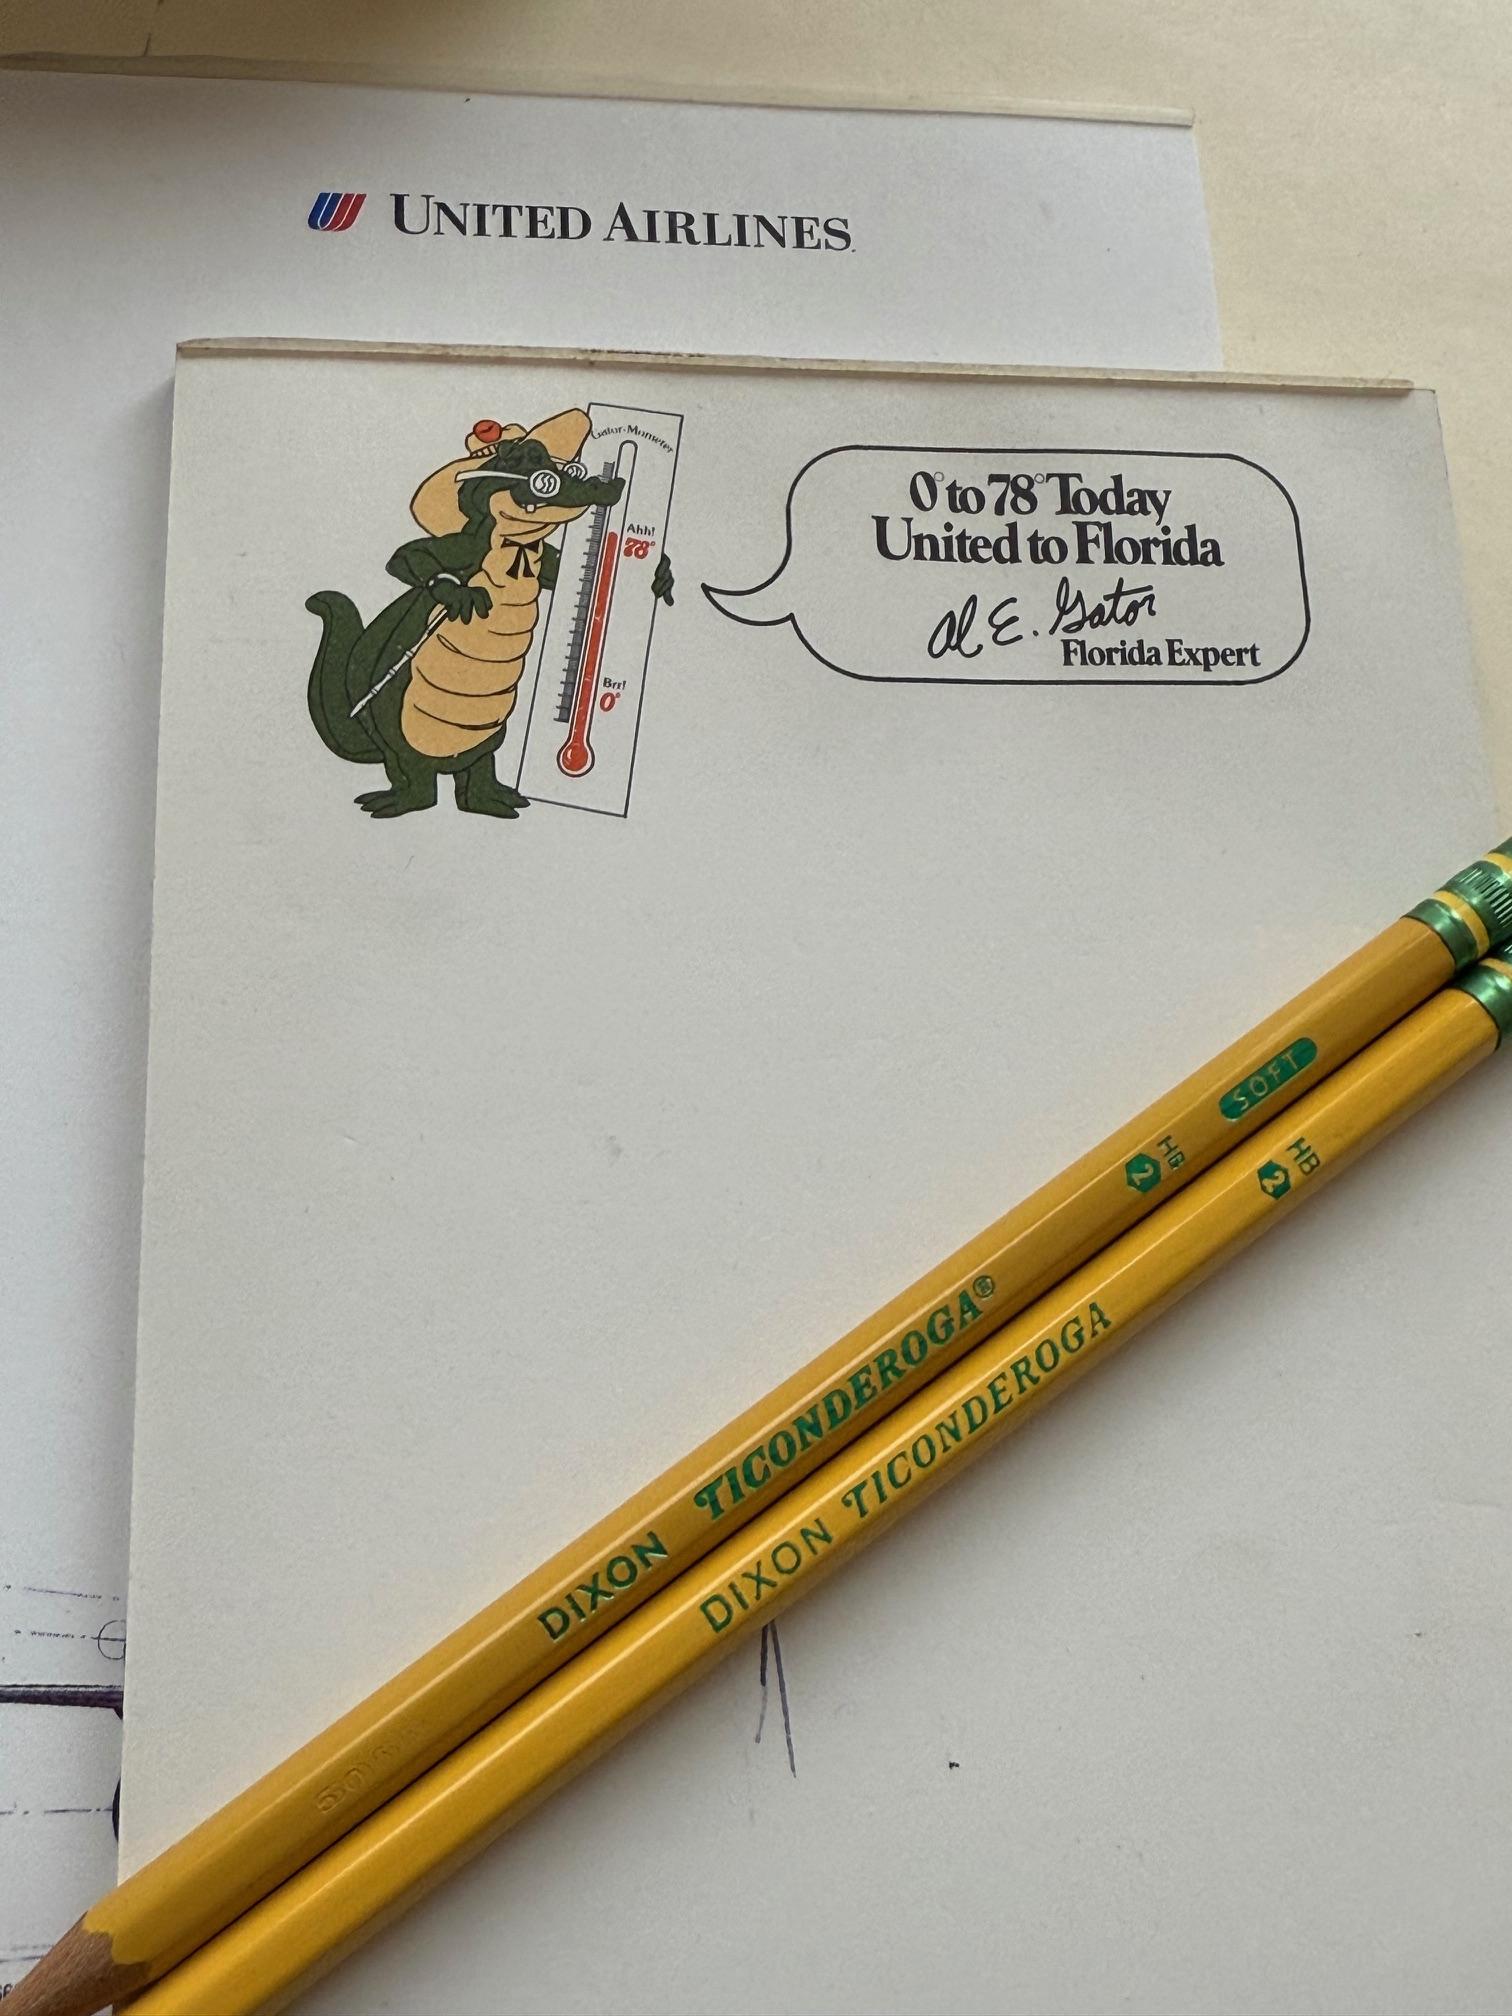 UNITED AIRLINES
Gator-Mometer
Ahh!
78°
Brr!
0°
0° to 78° Today
United to Florida
Al E. Gator
Florida Expert
DIXON TICONDEROGA® 2 HB SOFT
DIXON TICONDEROGA 2 HB